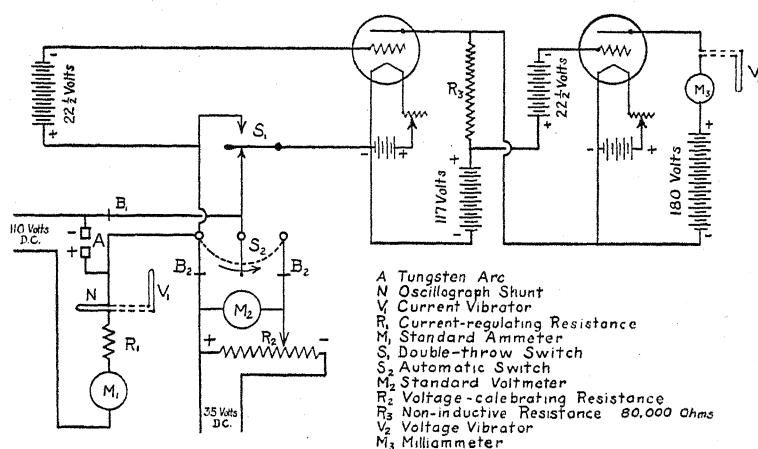 22½ Volts
+
S₁
-
+
R₃
+
117 Volts
-
22½ Volts
+
-
+
M₃
V
+
180 Volts
-
B₁
110 Volts
D.C.
-
+
A
N
V₁
R₁
M₁
S₂
B₂
B₂
M₂
+
R₂
-
35 Volts
D.C.
A Tungsten Arc
N Oscillograph Shunt
V₁ Current Vibrator
R₁ Current-regulating Resistance
M₁ Standard Ammeter
S₁ Double-throw Switch
S₂ Automatic Switch
M₂ Standard Voltmeter
R₂ Voltage-calebrating Resistance
R₃ Non-inductive Resistance 80,000 Ohms
V₂ Voltage Vibrator
M₃ Milliammeter